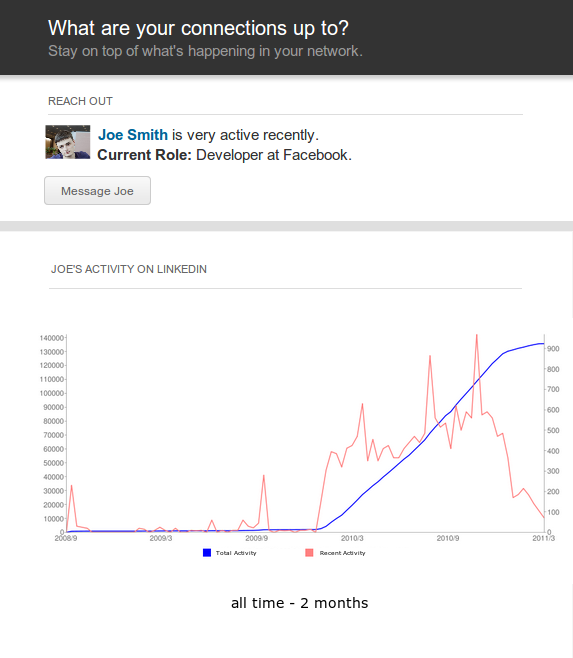 What are your connections up to?
Stay on top of what's happening in your network.
REACH OUT
Joe Smith is very active recently.
Current Role: Developer at Facebook.
Message Joe
JOE'S ACTIVITY ON LINKEDIN
140000
130000
120000
110000
100000
90000
80000
70000
60000
50000
40000
30000
20000
10000
0
900
800
700
600
500
400
300
200
100
0
2008/9 2009/3 2009/9 2010/3 2010/9 2011/3
Total Activity Recent Activity
all time - 2 months